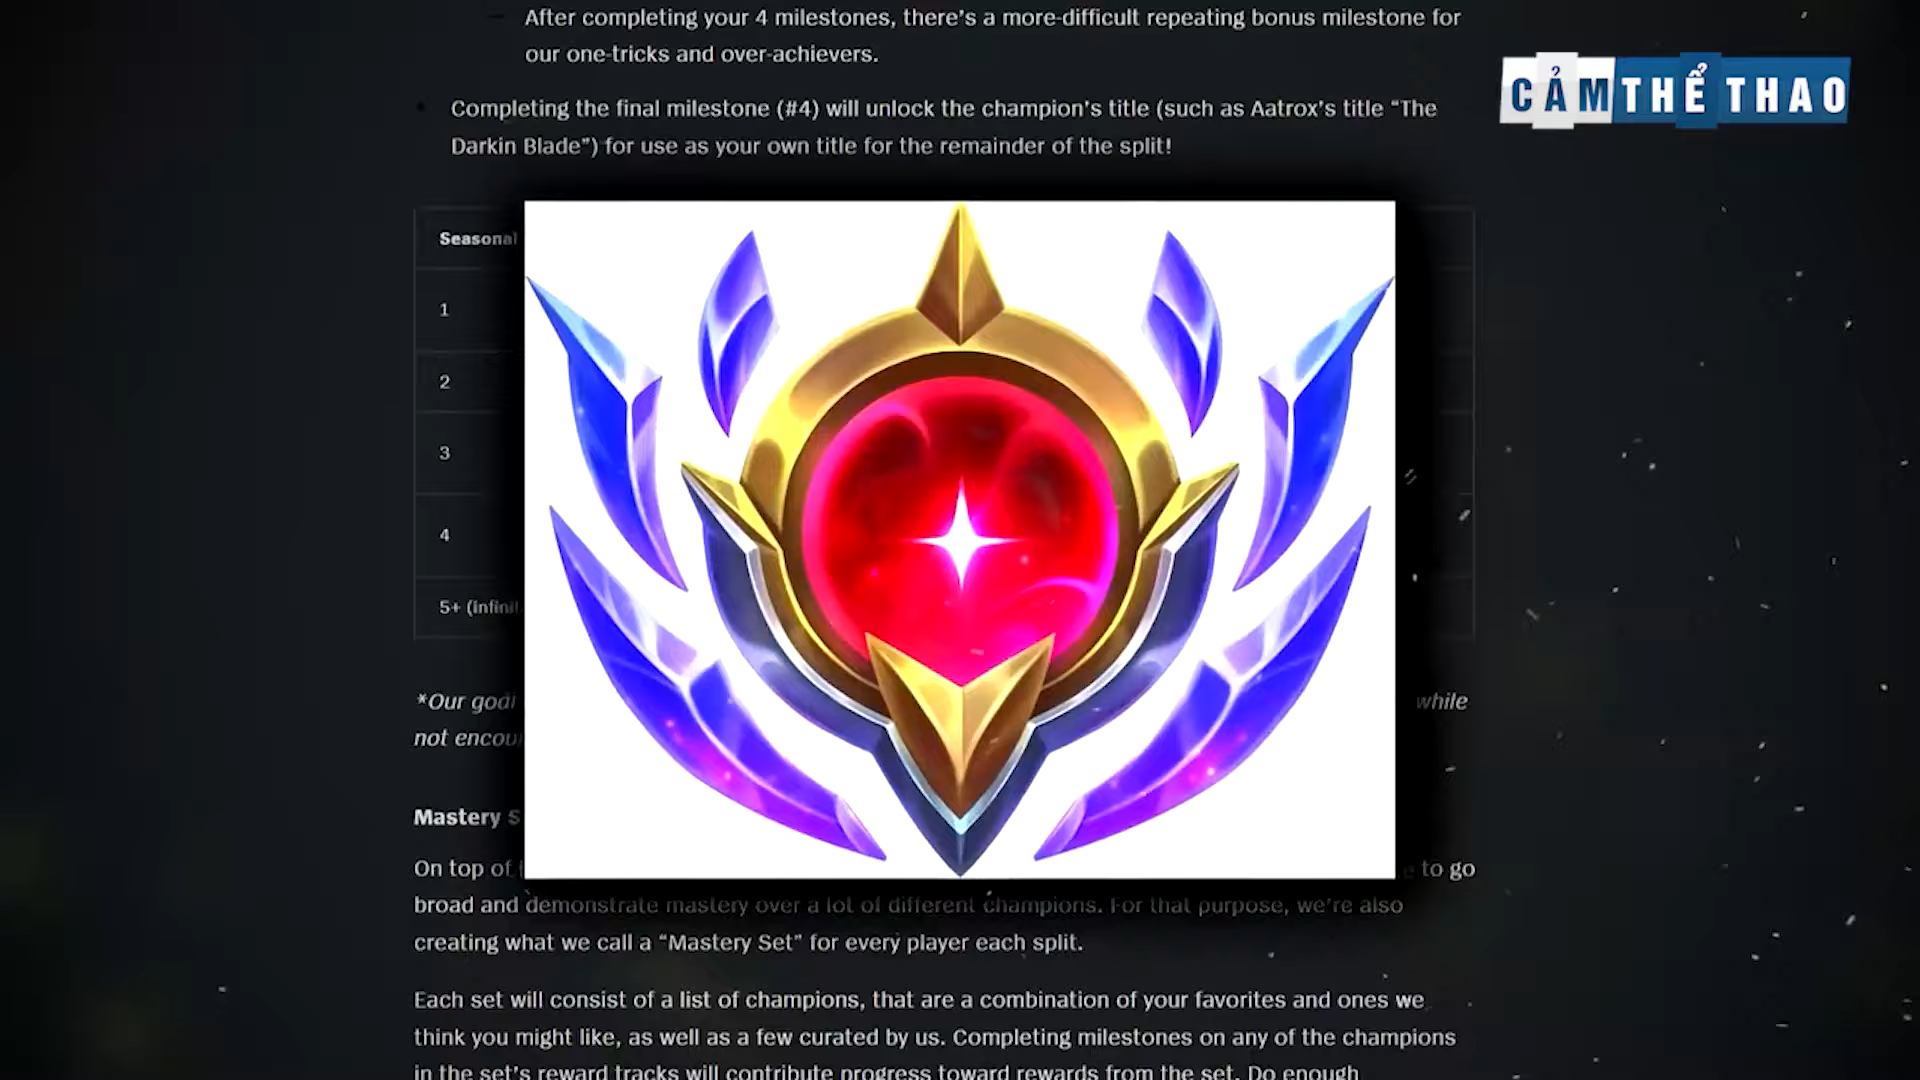 After completing your 4 milestones, there's a more-difficult repeating bonus milestone for
our one-tricks and over-achievers.
CẢM THỂ THAO
Completing the final milestone (#4) will unlock the champion's title (such as Aatrox's title “The
Darkin Blade”) for use as your own title for the remainder of the split!
Seasonal
1
2
3
4
5+
*Our
while
not
Mastery
On top of
to go
broad and demonstrate mastery over a lot of different champions. For that purpose, we're also
creating what we call a “Mastery Set” for every player each split.
Each set will consist of a list of champions, that are a combination of your favorites and ones we
think you might like, as well as a few curated by us. Completing milestones on any of the champions
in the set's reward tracks will contribute progress toward rewards from the set. Do enough